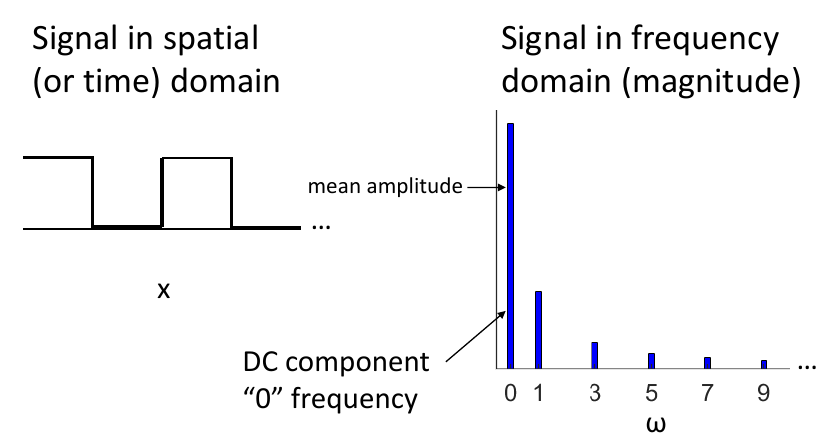 Signal in spatial
(or time) domain
Signal in frequency
domain (magnitude)
mean amplitude
...
x
DC component
“0” frequency
0 1 3 5 7 9 ...
ω